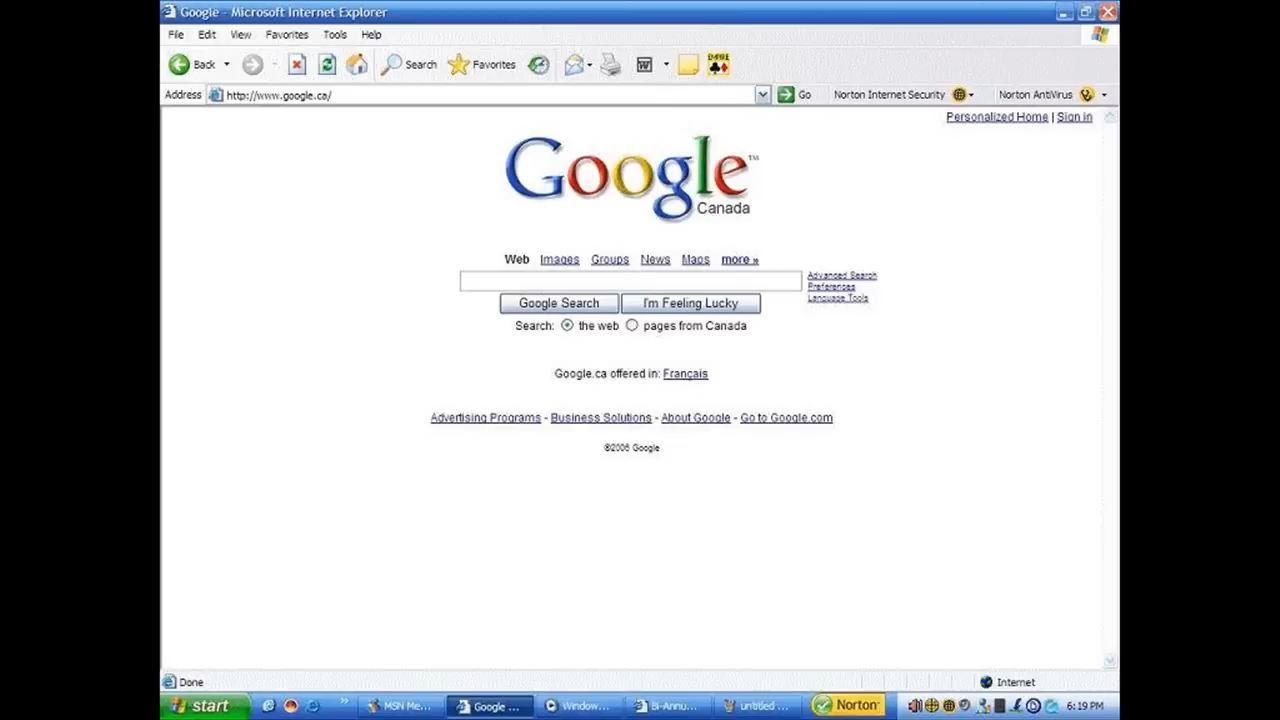 Google - Microsoft Internet Explorer
File Edit View Favorites Tools Help
Back Search Favorites
Address http://www.google.ca/ Go Norton Internet Security Norton AntiVirus
Personalized Home | Sign in
Google™
Canada
Web Images Groups News Maps more »
Advanced Search
Preferences
Language Tools
Google Search I'm Feeling Lucky
Search: the web pages from Canada
Google.ca offered in: Français
Advertising Programs - Business Solutions - About Google - Go to Google.com
©2006 Google
Done Internet
start MSN Me... Google ... Window... Bi-Annu... untitled ... Norton 6:19 PM